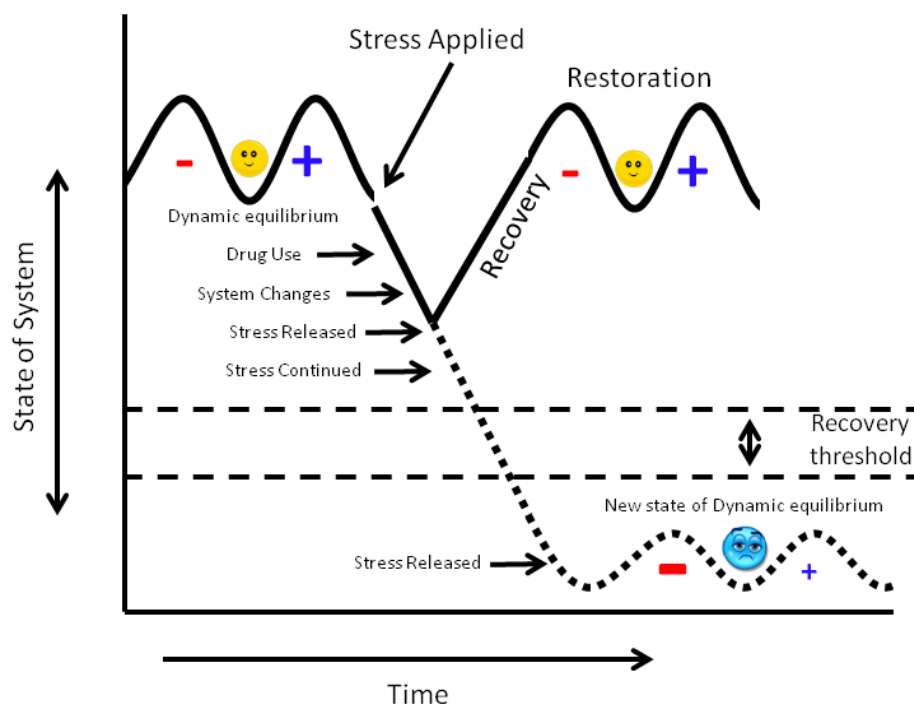 Stress Applied
Restoration
-
+
-
+
Dynamic equilibrium
Drug Use
System Changes
Stress Released
Stress Continued
Recovery
State of System
Recovery
threshold
New state of Dynamic equilibrium
Stress Released
-
+
Time